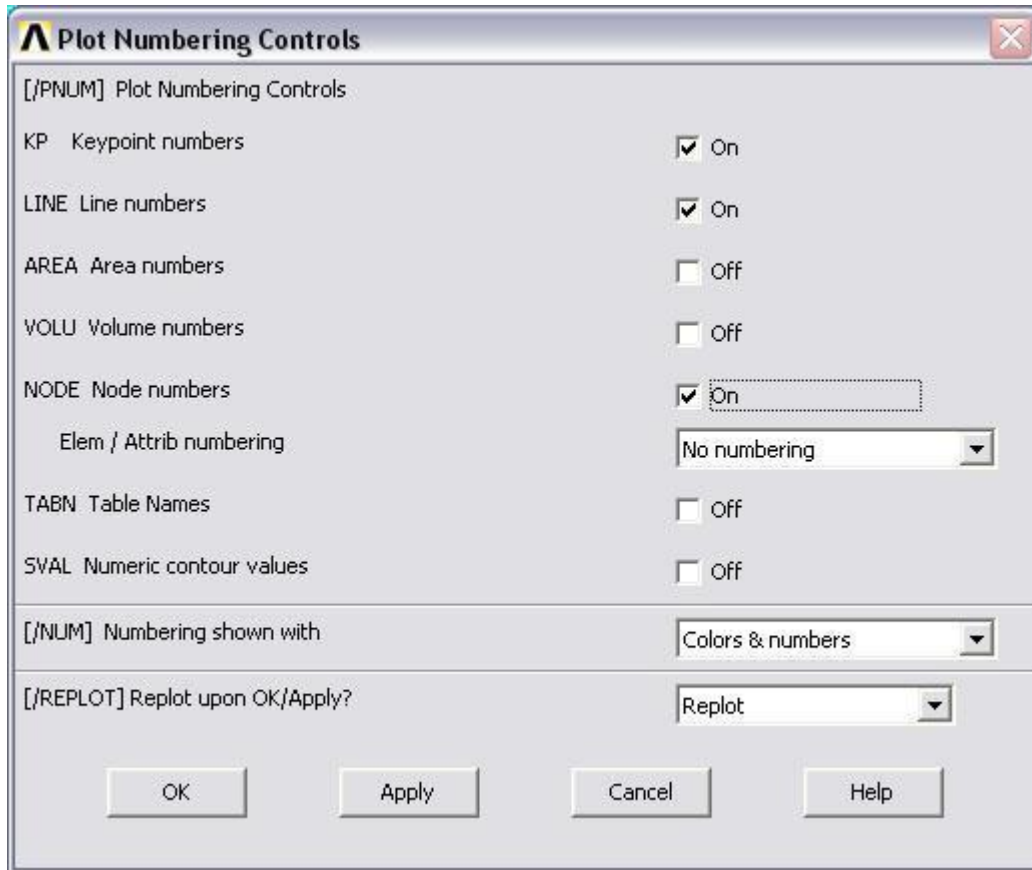 Plot Numbering Controls
[/PNUM] Plot Numbering Controls
KP Keypoint numbers On
LINE Line numbers On
AREA Area numbers Off
VOLU Volume numbers Off
NODE Node numbers On
Elem / Attrib numbering No numbering
TABN Table Names Off
SVAL Numeric contour values Off
[/NUM] Numbering shown with Colors & numbers
[/REPLOT] Replot upon OK/Apply? Replot
OK Apply Cancel Help